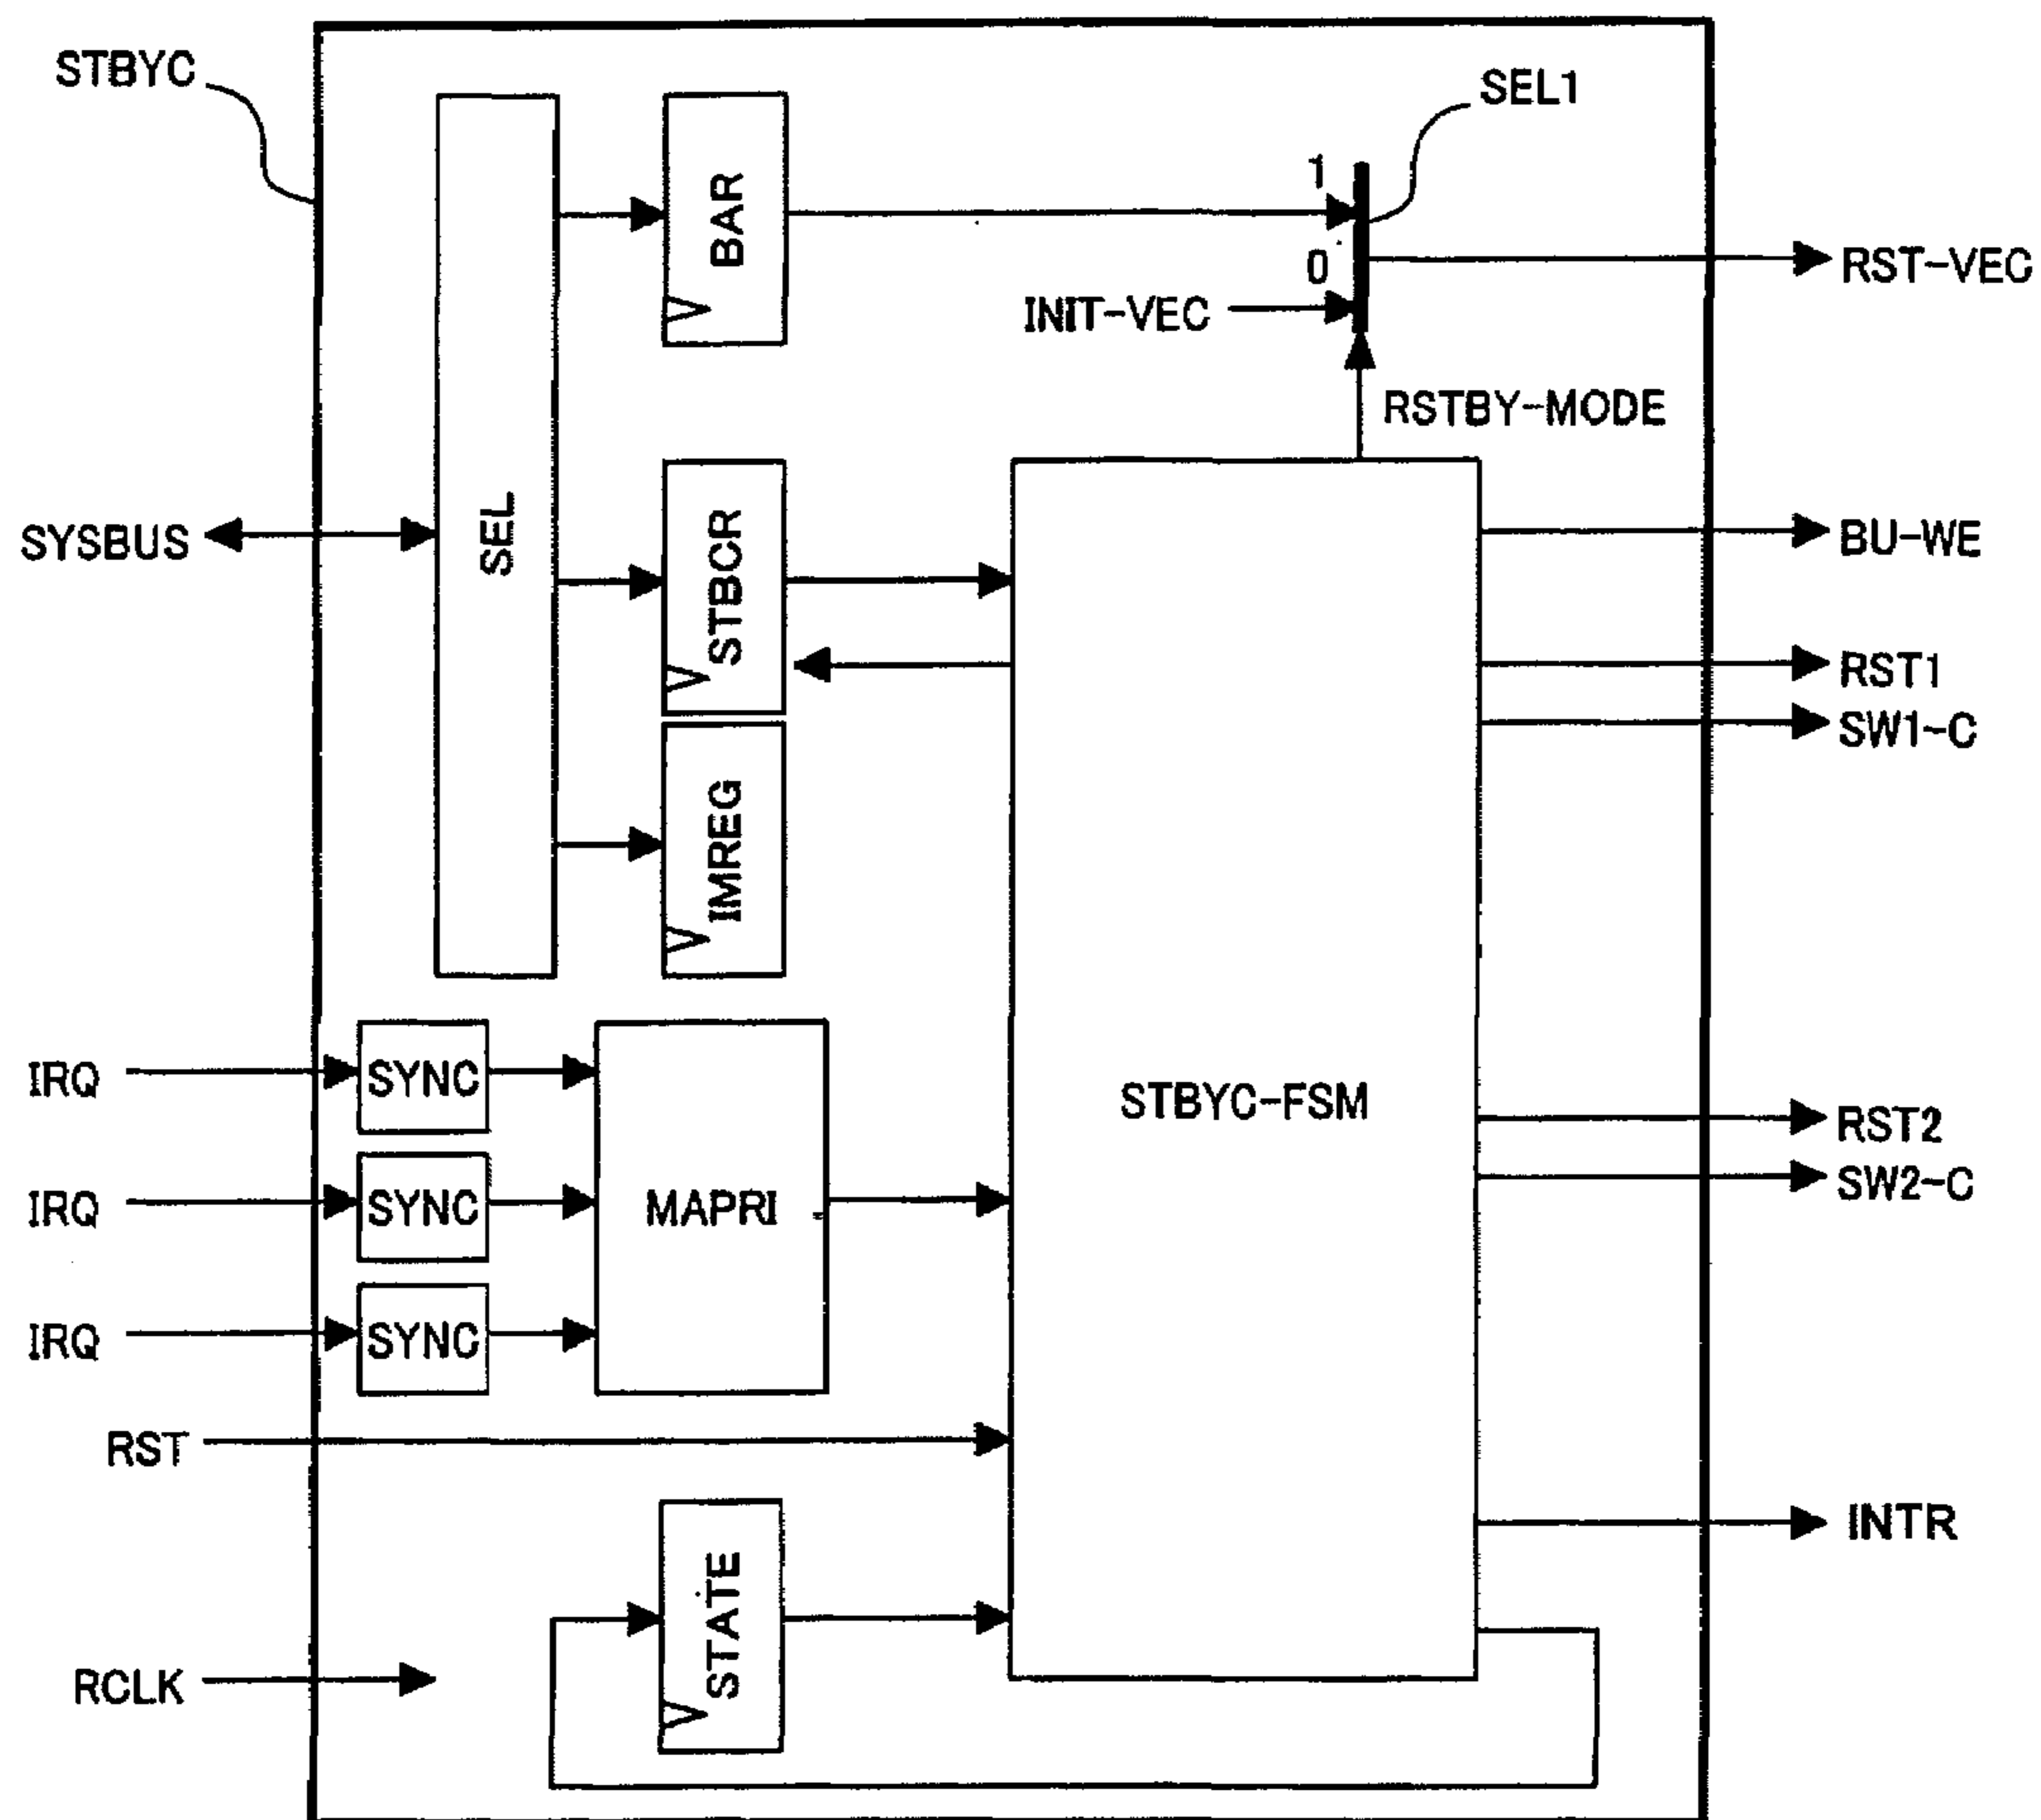 STBYC
SEL1
1
BAR
0
RST-VEC
INIT-VEC
RSTBY-MODE
SYSBUS
SEL
STBCR
BU-WE
RST1
SW1-C
IMREG
IRQ
SYNC
STBYC-FSM
RST2
IRQ
SYNC
MAPRI
SW2-C
IRQ
SYNC
RST
INTR
STATE
RCLK